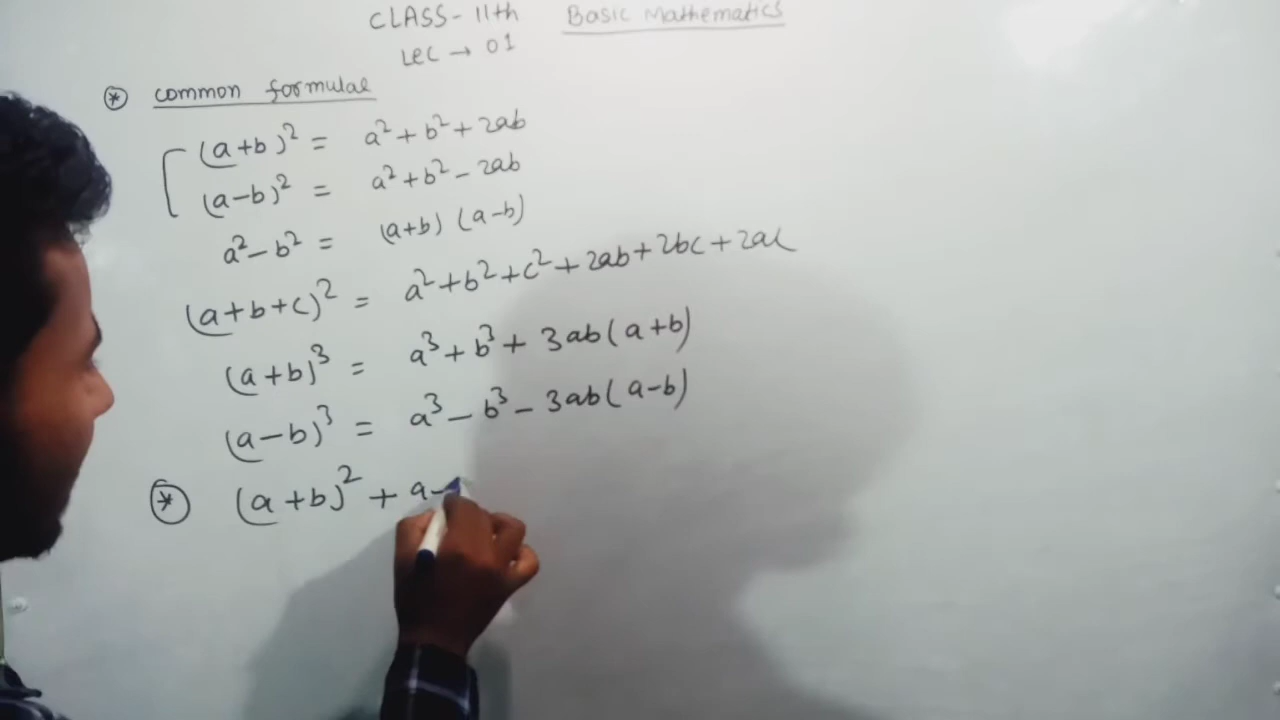 CLASS - 11th Basic Mathematics
Lec → 01
* common formulae
(a+b)² = a² + b² + 2ab
(a-b)² = a² + b² - 2ab
a² - b² = (a+b) (a-b)
(a+b+c)² = a² + b² + c² + 2ab + 2bc + 2ac
(a+b)³ = a³ + b³ + 3ab(a+b)
(a-b)³ = a³ - b³ - 3ab(a-b)
* (a+b)² + a-